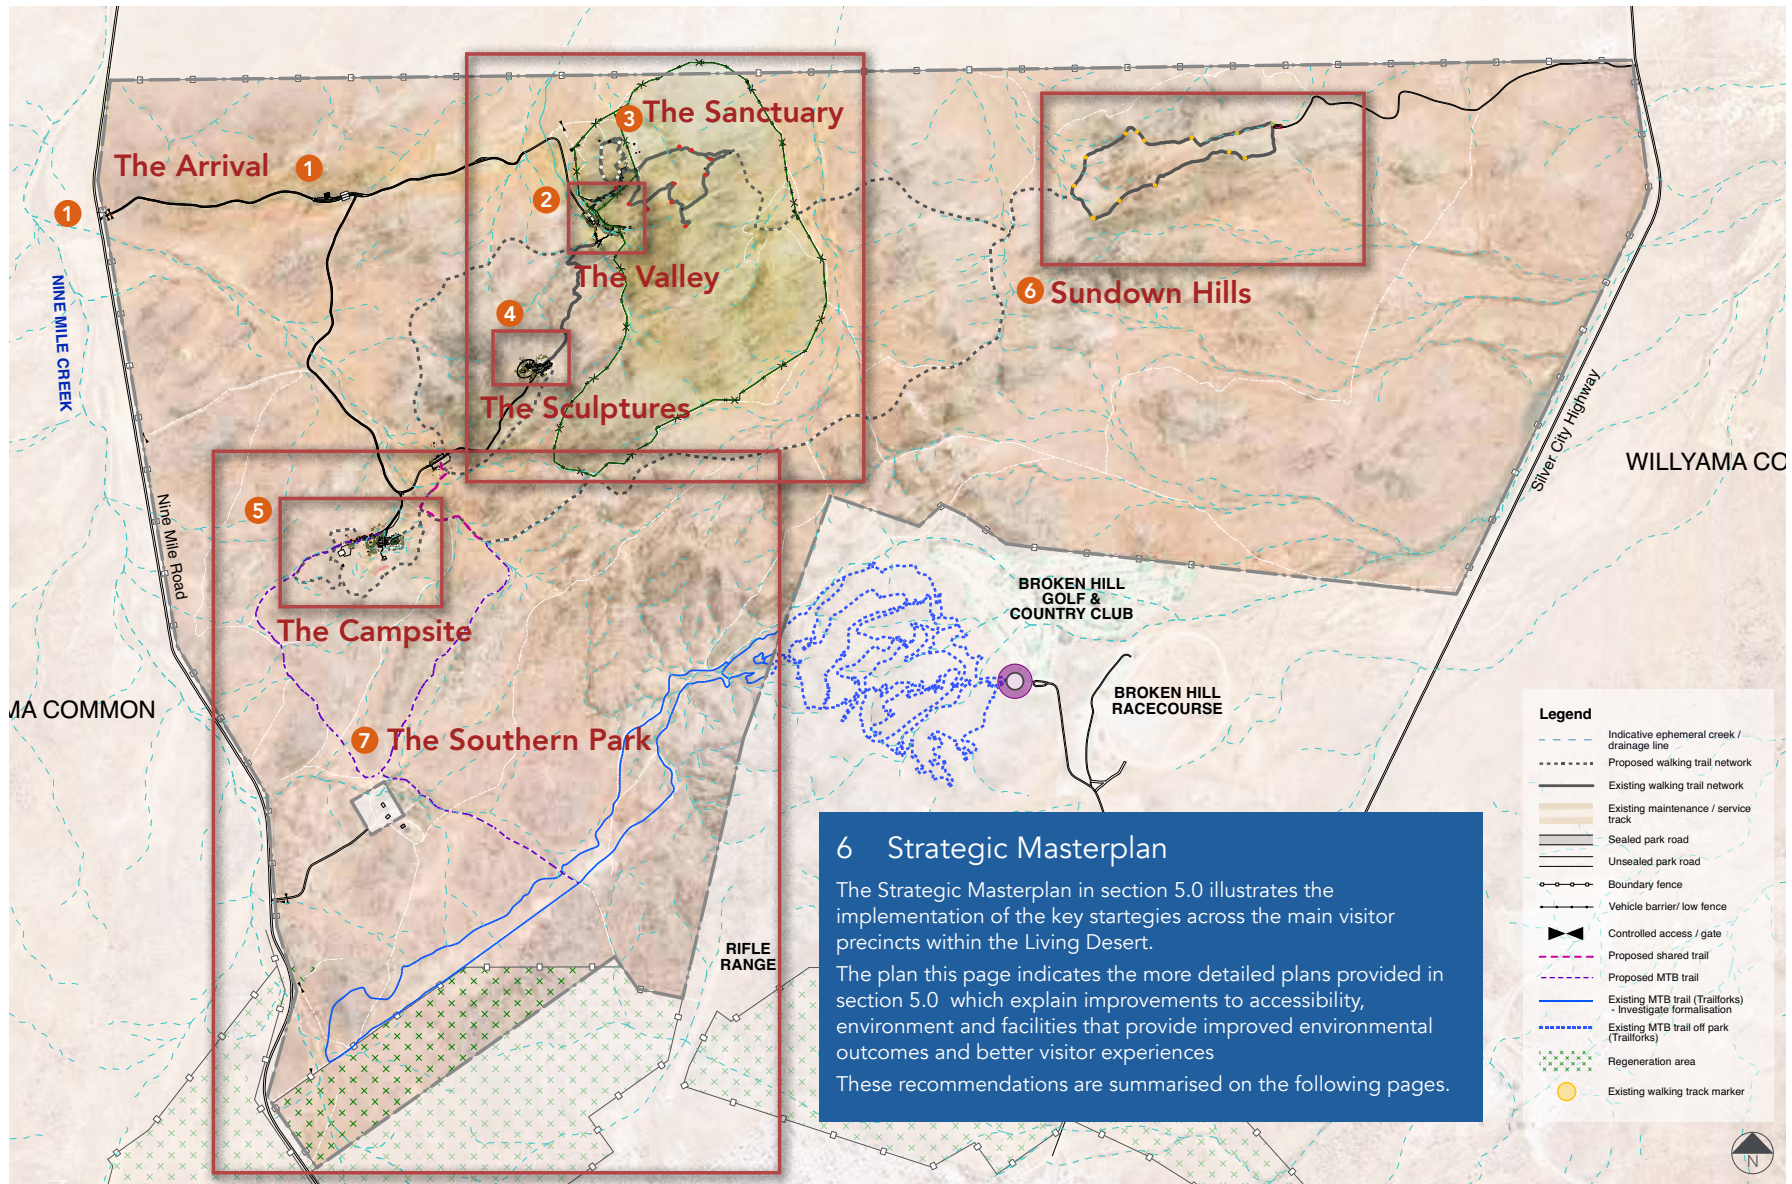 The Sanctuary
3
The Arrival
1
1
2
The Valley
6
Sundown Hills
4
The Sculptures
NINE MILE CREEK
Silver City Highway
WILLYAMA CO
5
Nine Mile Road
The Campsite
BROKEN HILL
GOLF &
COUNTRY CLUB
MA COMMON
BROKEN HILL
RACECOURSE
7
The Southern Park
RIFLE
RANGE
6 Strategic Masterplan
The Strategic Masterplan in section 5.0 illustrates the
implementation of the key startegies across the main visitor
precincts within the Living Desert.
The plan this page indicates the more detailed plans provided in
section 5.0 which explain improvements to accessibility,
environment and facilities that provide improved environmental
outcomes and better visitor experiences
These recommendations are summarised on the following pages.
Legend
Indicative ephemeral creek /
drainage line
Proposed walking trail network
Existing walking trail network
Existing maintenance / service
track
Sealed park road
Unsealed park road
Boundary fence
Vehicle barrier/ low fence
Controlled access / gate
Proposed shared trail
Proposed MTB trail
Existing MTB trail (Trailforks)
- Investigate formalisation
Existing MTB trail off park
(Trailforks)
Regeneration area
Existing walking track marker
N